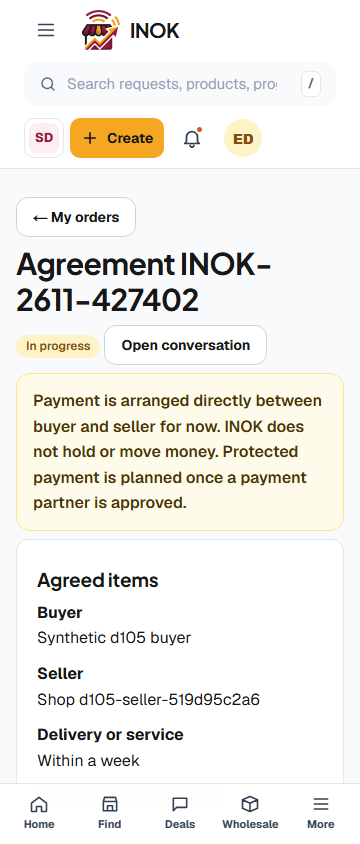 INOK
Search requests, products, pro
/
SD
+ Create
ED
← My orders
Agreement INOK-
2611-427402
In progress
Open conversation
Payment is arranged directly between
buyer and seller for now. INOK does
not hold or move money. Protected
payment is planned once a payment
partner is approved.
Agreed items
Buyer
Synthetic d105 buyer
Seller
Shop d105-seller-519d95c2a6
Delivery or service
Within a week
Home
Find
Deals
Wholesale
More